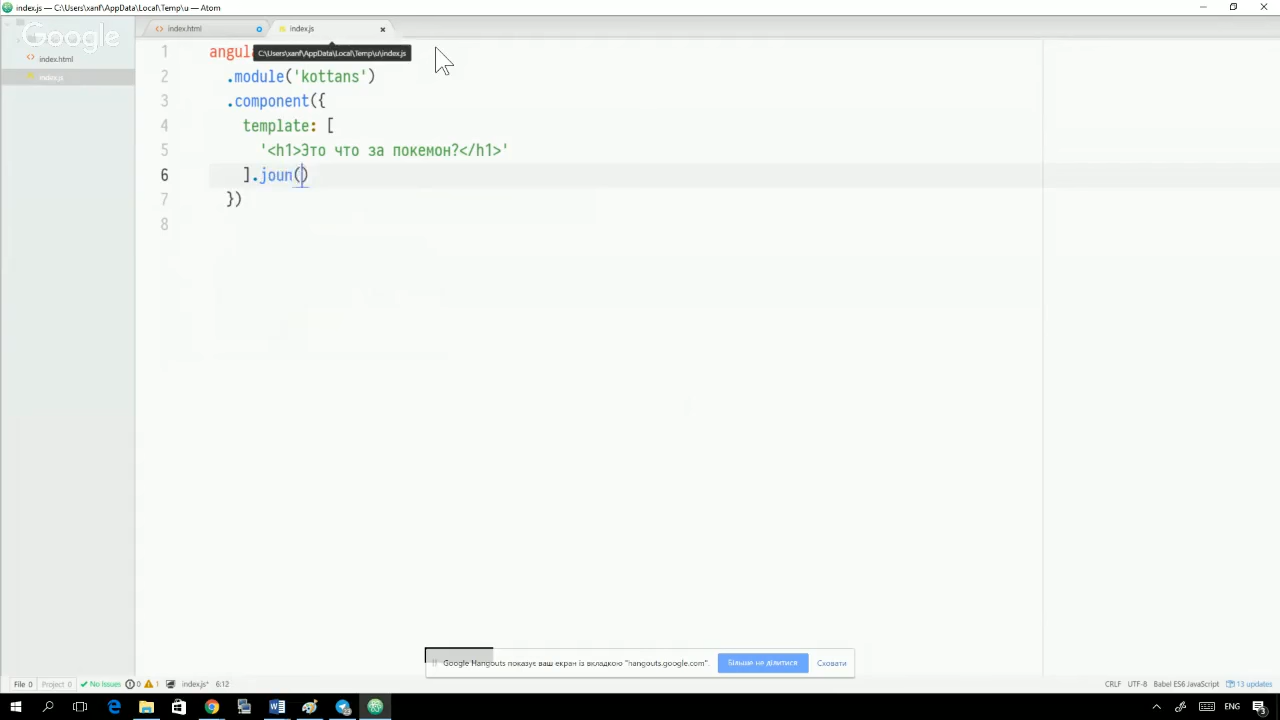 index.js — C:\Users\xanf\AppData\Local\Temp\u — Atom
Google
index.html
index.js
index.html
index.js
C:\Users\xanf\AppData\Local\Temp\u\index.js
1 angul
2 .module('kottans')
3 .component({
4 template: [
5 '<h1>Это что за покемон?</h1>'
6 ].joun()
7 })
8
Google Hangouts показує ваш екран із вкладкою "hangouts.google.com".
Більше не ділитися
Сховати
File 0 Project 0 No Issues 0 1 index.js* 6:12
CRLF UTF-8 Babel ES6 JavaScript 13 updates
ENG